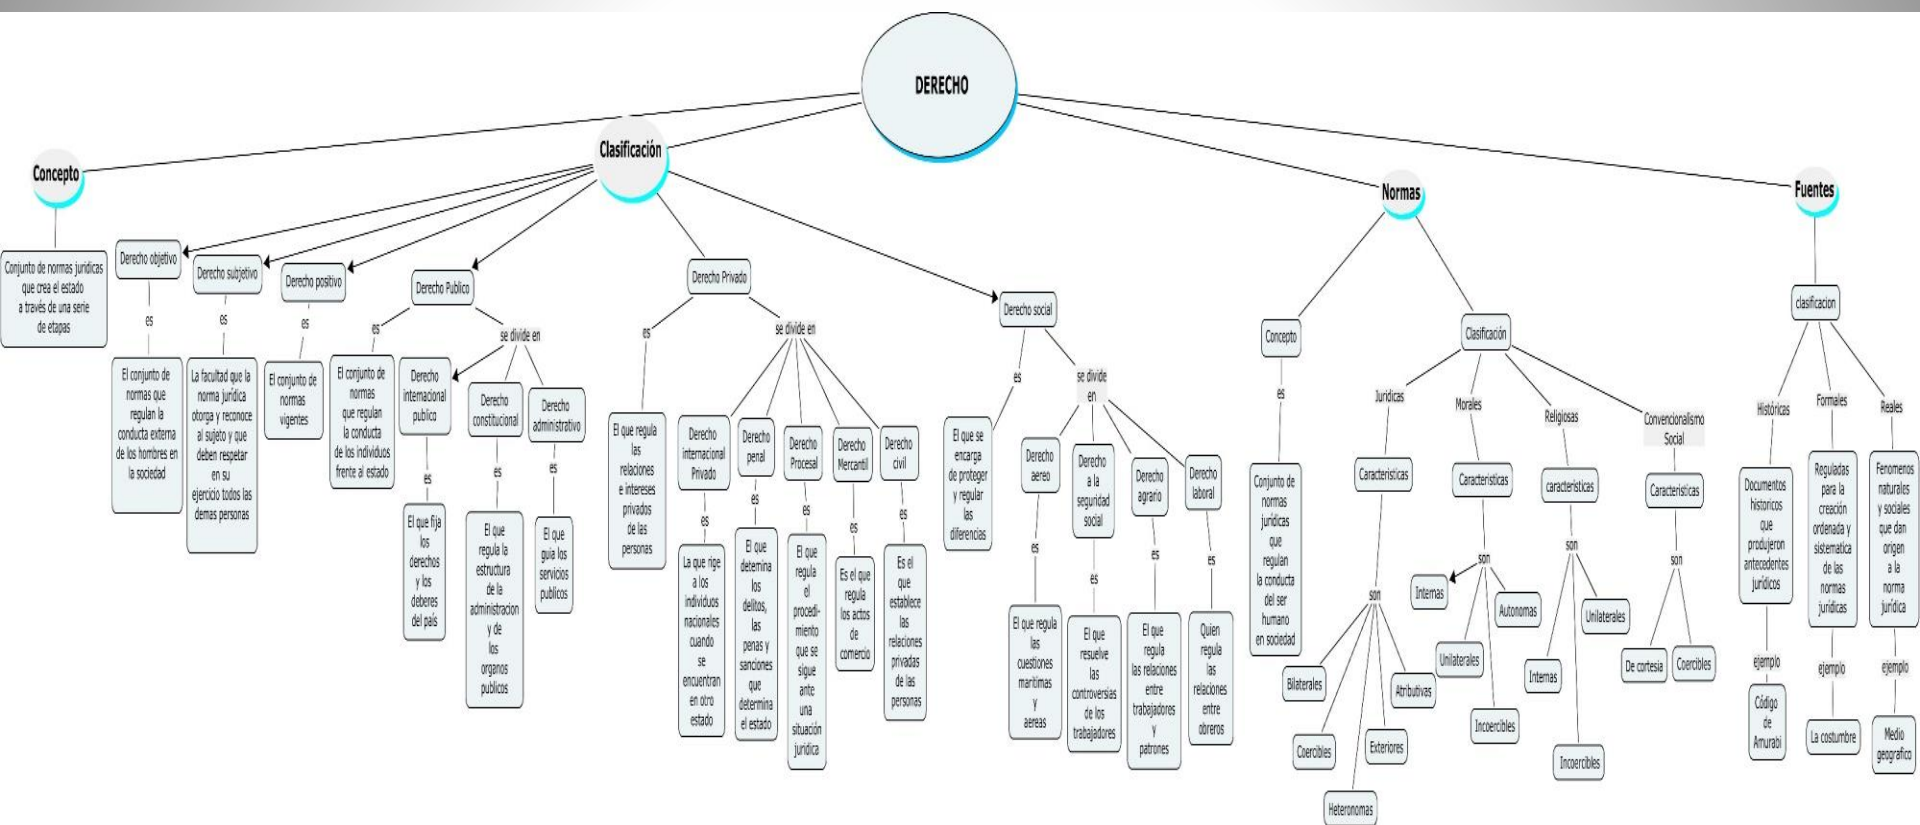 DERECHO
Concepto
Conjunto de normas juridicas
que crea el estado
a través de una serie
de etapas
Clasificación
Derecho objetivo
es
El conjunto de
normas que
regulan la
conducta externa
de los hombres en
la sociedad
Derecho subjetivo
es
La facultad que la
norma jurídica
otorga y reconoce
al sujeto y que
deben respetar
en su
ejercicio todos las
demas personas
Derecho positivo
es
El conjunto de
normas
vigentes
Derecho Publico
es
El conjunto de
normas
que regulan
la conducta
de los individuos
frente al estado
se divide en
Derecho
internacional
publico
es
El que fija
los
derechos
y los
deberes
del pais
Derecho
constitucional
es
El que
regula la
estructura
de la
administracion
y de
los
organos
publicos
Derecho
administrativo
es
El que
guia los
servicios
publicos
Derecho Privado
es
El que regula
las
relaciones
e intereses
privados
de las
personas
se divide en
Derecho
internacional
Privado
es
La que rige
a los
individuos
nacionales
cuando
se
encuentran
en otro
estado
Derecho
penal
es
El que
detemina
los
delitos,
las
penas y
sanciones
que
determina
el estado
Derecho
Procesal
es
El que
regula
el
procedi-
miento
que se
sigue
ante
una
situación
juridica
Derecho
Mercantil
es
Es el que
regula
los actos
de
comercio
Derecho
civil
es
Es el
que
establece
las
relaciones
privadas
de las
personas
Derecho social
es
El que se
encarga
de proteger
y regular
las
diferencias
se divide
en
Derecho
aereo
es
El que regula
las
cuestiones
maritimas
y
aereas
Derecho
a la
seguridad
social
es
El que
resuelve
las
controversias
de los
trabajadores
Derecho
agrario
es
El que
regula
las relaciones
entre
trabajadores
y
patrones
Derecho
laboral
es
Quien
regula
las
relaciones
entre
obreros
Normas
Concepto
es
Conjunto de
normas
jurídicas
que
regulan
la conducta
del ser
humano
en sociedad
Clasificación
Juridicas
Caracteristicas
son
Bilaterales
Coercibles
Heteronomas
Exteriores
Atributivas
Morales
Caracteristicas
son
Internas
Unilaterales
Incoercibles
Autonomas
Religiosas
caracteristicas
son
Internas
Incoercibles
Unilaterales
Convencionalismo
Social
Caracteristicas
son
De cortesia
Coercibles
Fuentes
clasificacion
Históricas
Documentos
historicos
que
produjeron
antecedentes
jurídicos
ejemplo
Código
de
Amurabi
Formales
Reguladas
para la
creación
ordenada y
sistematica
de las
normas
jurídicas
ejemplo
La costumbre
Reales
Fenomenos
naturales
y sociales
que dan
origen
a la
norma
jurídica
ejemplo
Medio
geografico